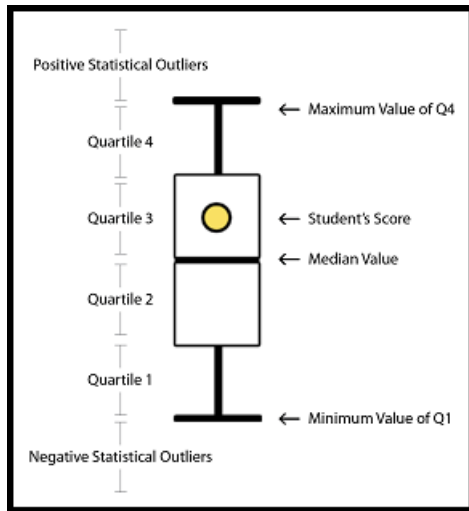 Positive Statistical Outliers
Maximum Value of Q4
Quartile 4
Quartile 3
Student's Score
Median Value
Quartile 2
Quartile 1
Minimum Value of Q1
Negative Statistical Outliers